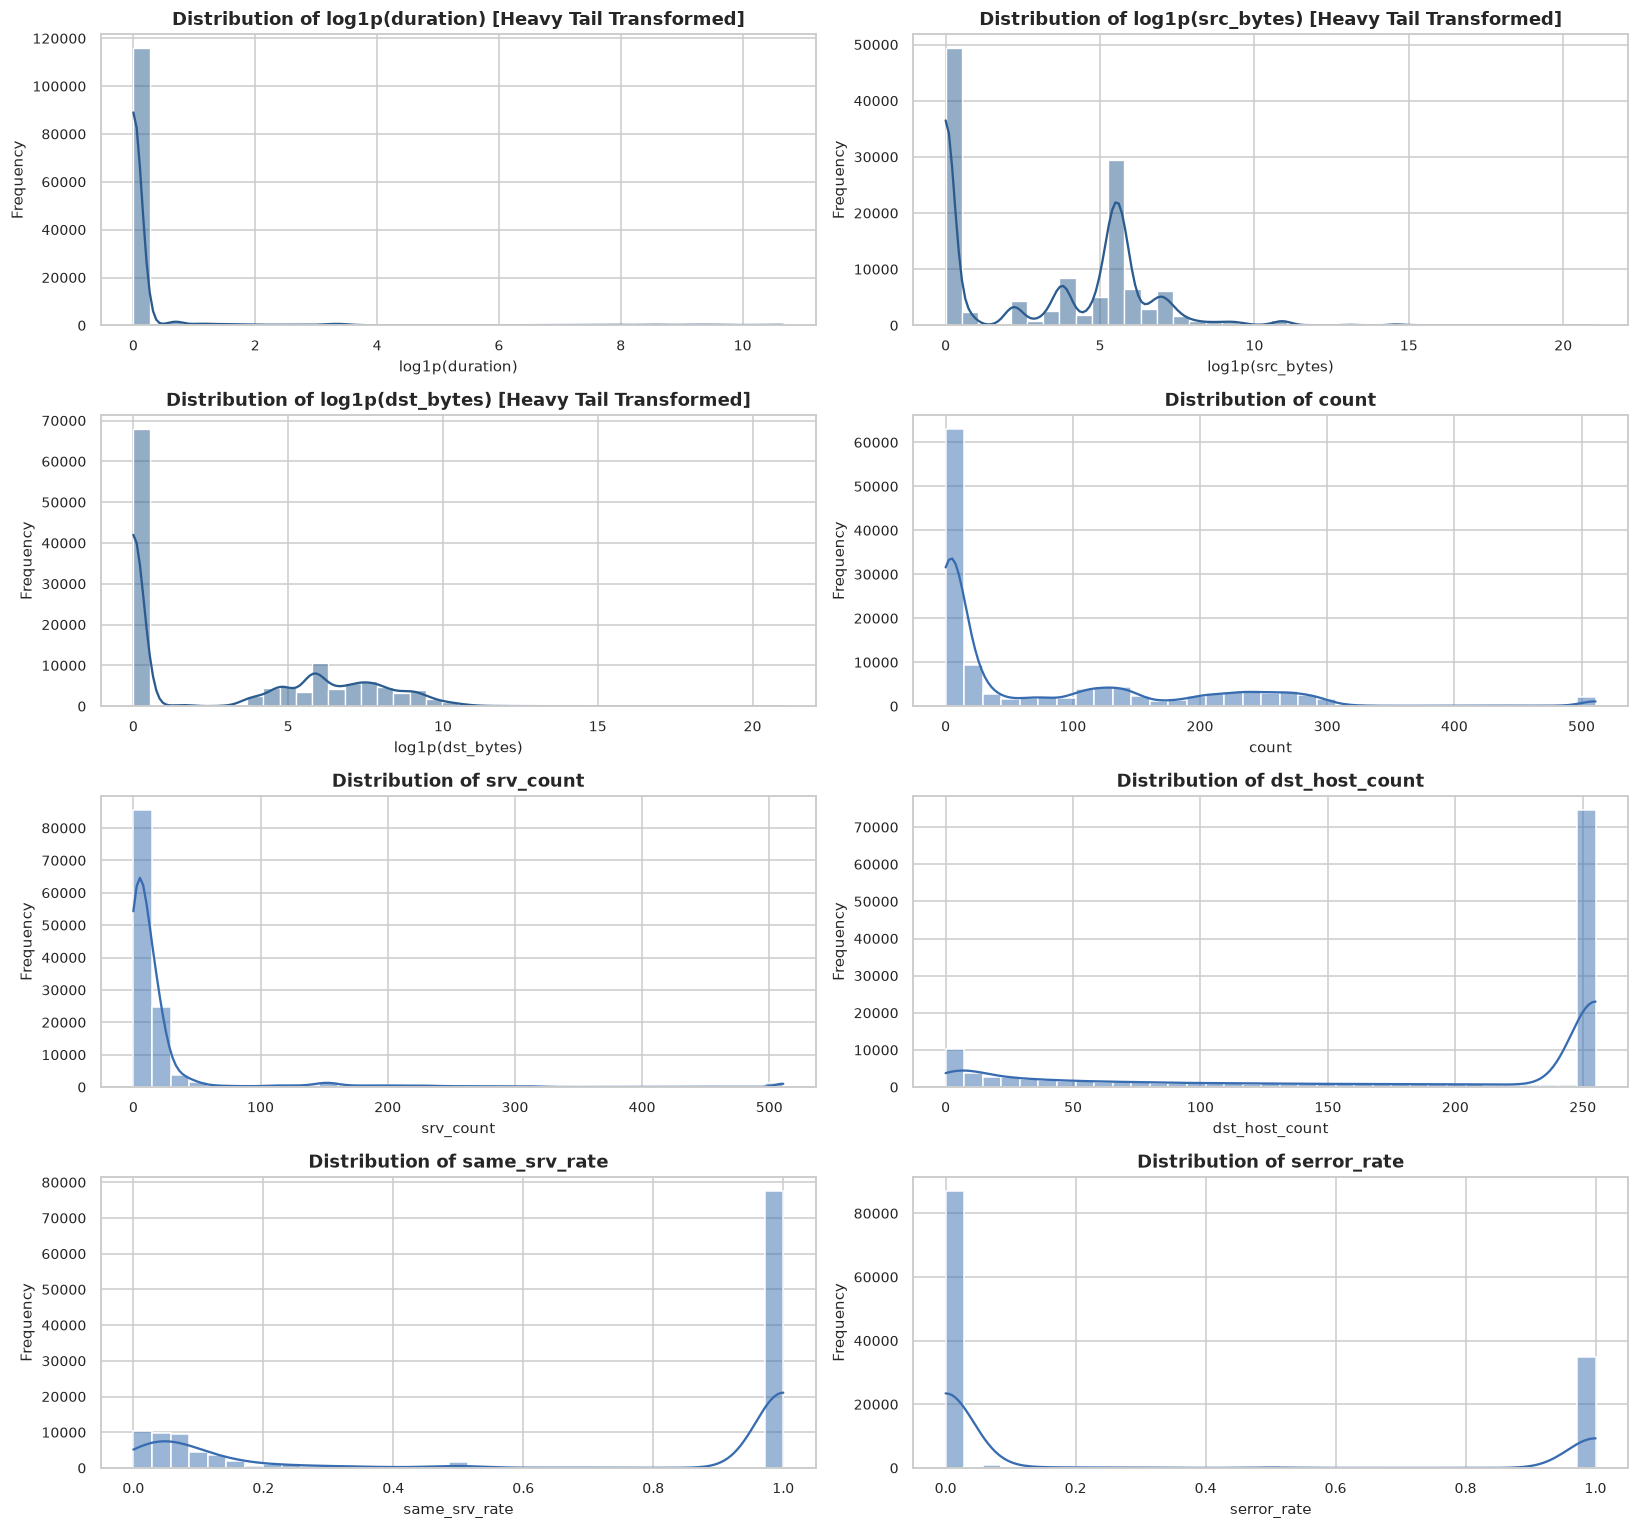 Distribution of log1p(duration) [Heavy Tail Transformed]
120000
100000
80000
60000
40000
20000
0
Frequency
0 2 4 6 8 10
log1p(duration)
Distribution of log1p(src_bytes) [Heavy Tail Transformed]
50000
40000
30000
20000
10000
0
Frequency
0 5 10 15 20
log1p(src_bytes)
Distribution of log1p(dst_bytes) [Heavy Tail Transformed]
70000
60000
50000
40000
30000
20000
10000
0
Frequency
0 5 10 15 20
log1p(dst_bytes)
Distribution of count
60000
50000
40000
30000
20000
10000
0
Frequency
0 100 200 300 400 500
count
Distribution of srv_count
80000
70000
60000
50000
40000
30000
20000
10000
0
Frequency
0 100 200 300 400 500
srv_count
Distribution of dst_host_count
70000
60000
50000
40000
30000
20000
10000
0
Frequency
0 50 100 150 200 250
dst_host_count
Distribution of same_srv_rate
80000
70000
60000
50000
40000
30000
20000
10000
0
Frequency
0.0 0.2 0.4 0.6 0.8 1.0
same_srv_rate
Distribution of serror_rate
80000
60000
40000
20000
0
Frequency
0.0 0.2 0.4 0.6 0.8 1.0
serror_rate